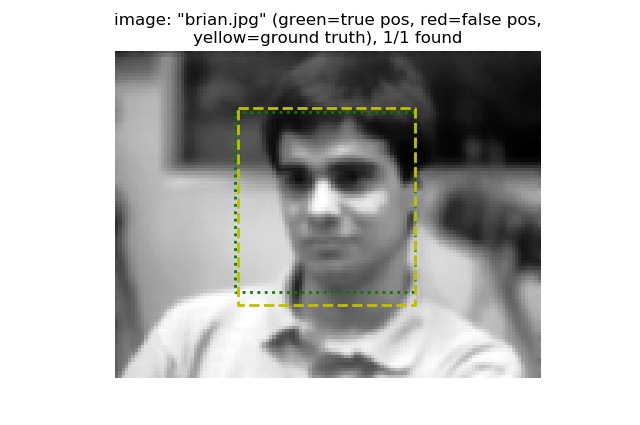 image: "brian.jpg" (green=true pos, red=false pos,
yellow=ground truth), 1/1 found